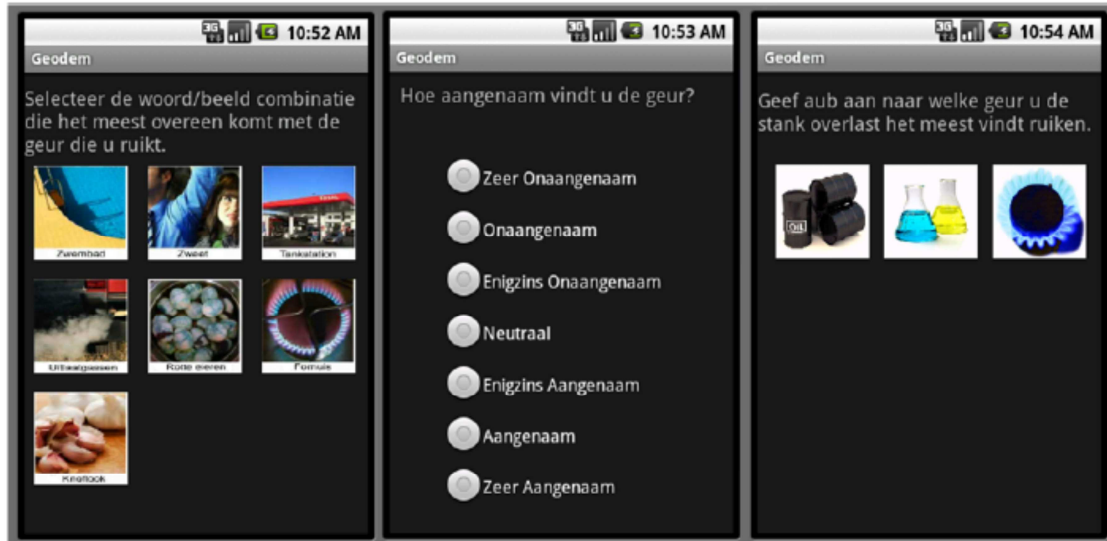 10:52 AM
Geodem
Selecteer de woord/beeld combinatie
die het meest overeen komt met de
geur die u ruikt.
Zwembad
Zweet
Tankstation
Uitlaatgassen
Rotte eieren
Fornuis
Knoflook
10:53 AM
Geodem
Hoe aangenaam vindt u de geur?
Zeer Onaangenaam
Onaangenaam
Enigzins Onaangenaam
Neutraal
Enigzins Aangenaam
Aangenaam
Zeer Aangenaam
10:54 AM
Geodem
Geef aub aan naar welke geur u de
stank overlast het meest vindt ruiken.
OIL